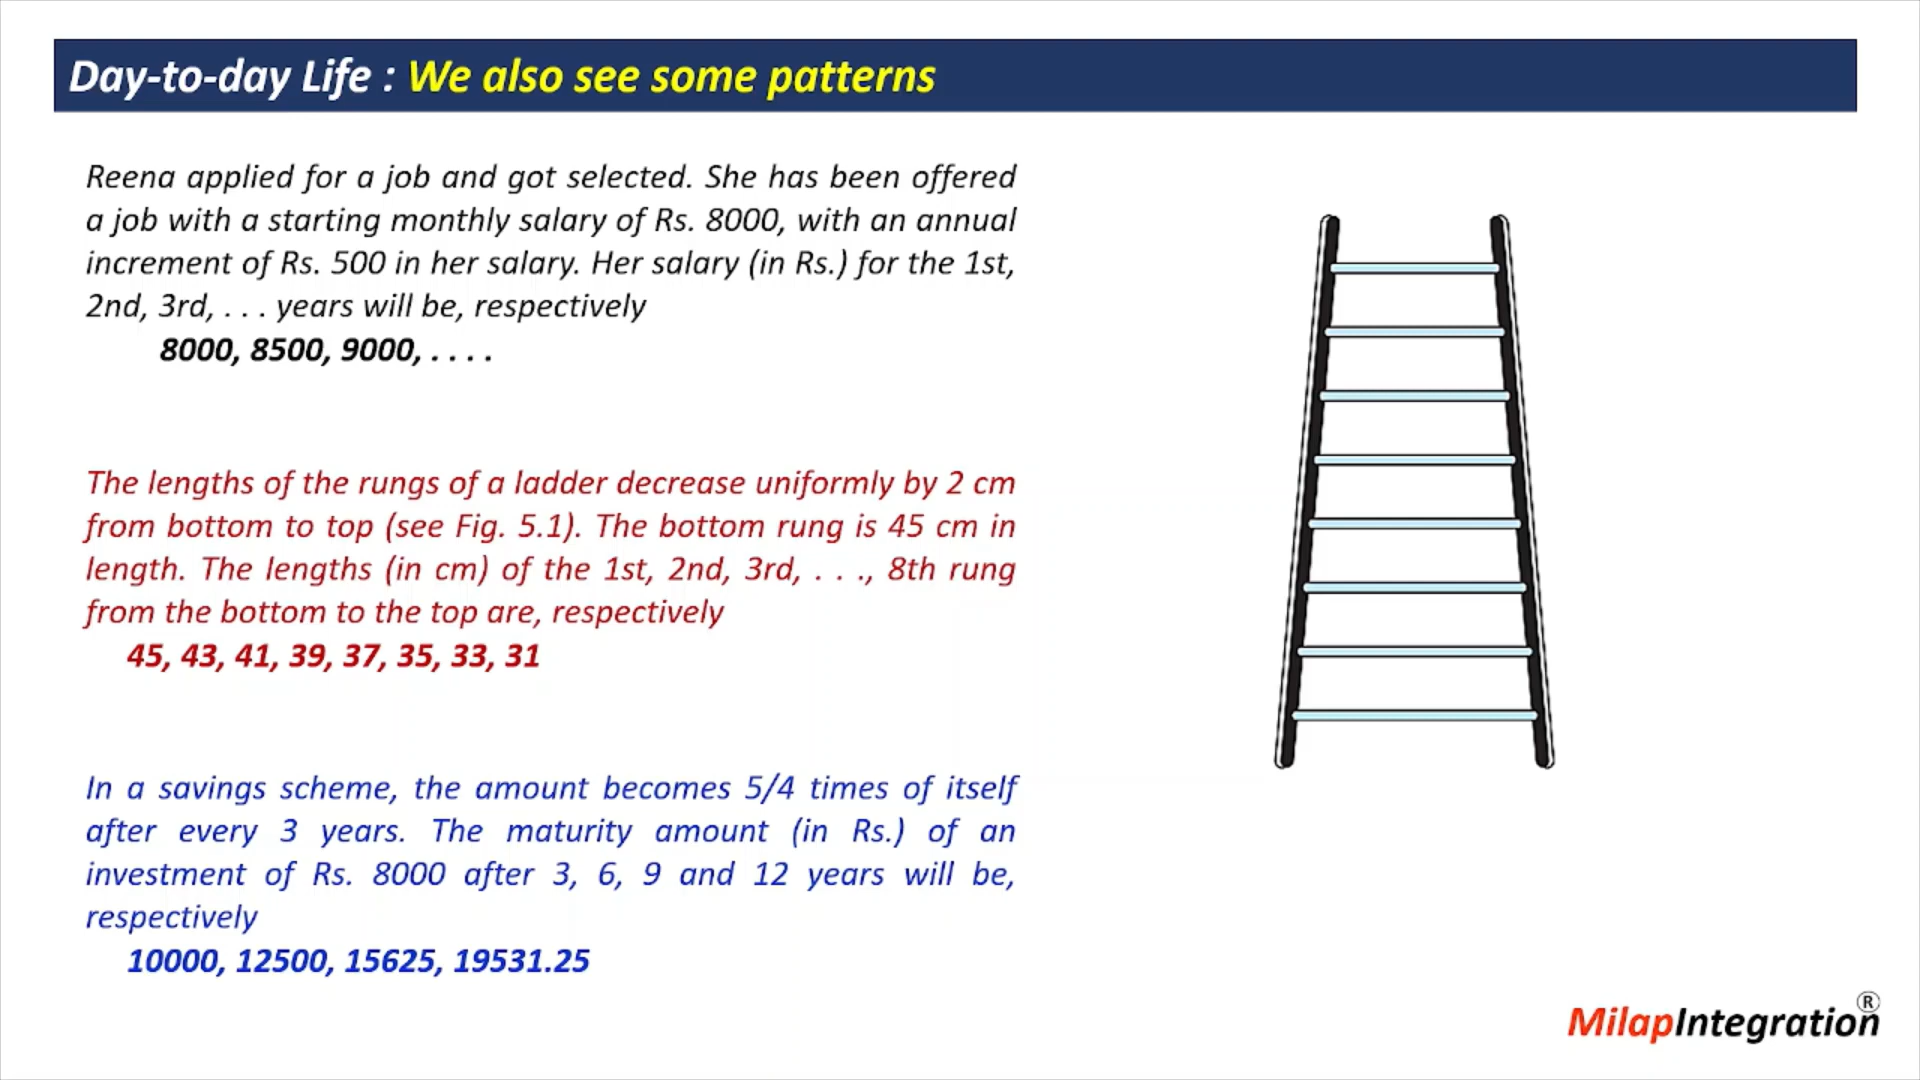 Day-to-day Life : We also see some patterns
Reena applied for a job and got selected. She has been offered
a job with a starting monthly salary of Rs. 8000, with an annual
increment of Rs. 500 in her salary. Her salary (in Rs.) for the 1st,
2nd, 3rd, . . . years will be, respectively
8000, 8500, 9000, . . . .
The lengths of the rungs of a ladder decrease uniformly by 2 cm
from bottom to top (see Fig. 5.1). The bottom rung is 45 cm in
length. The lengths (in cm) of the 1st, 2nd, 3rd, . . ., 8th rung
from the bottom to the top are, respectively
45, 43, 41, 39, 37, 35, 33, 31
In a savings scheme, the amount becomes 5/4 times of itself
after every 3 years. The maturity amount (in Rs.) of an
investment of Rs. 8000 after 3, 6, 9 and 12 years will be,
respectively
10000, 12500, 15625, 19531.25
MilapIntegration®